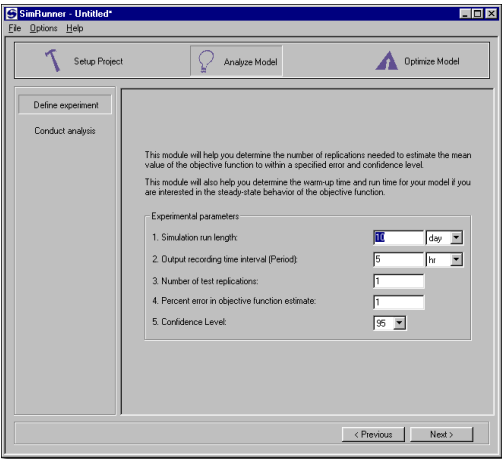 SimRunner - Untitled*
File Options Help
Setup Project
Analyze Model
Optimize Model
Define experiment
Conduct analysis
This module will help you determine the number of replications needed to estimate the mean
value of the objective function to within a specified error and confidence level.
This module will also help you determine the warm-up time and run time for your model if you
are interested in the steady-state behavior of the objective function.
Experimental parameters
1. Simulation run length: 10 day
2. Output recording time interval (Period): 5 hr
3. Number of test replications: 1
4. Percent error in objective function estimate: 1
5. Confidence Level: 95
< Previous Next >